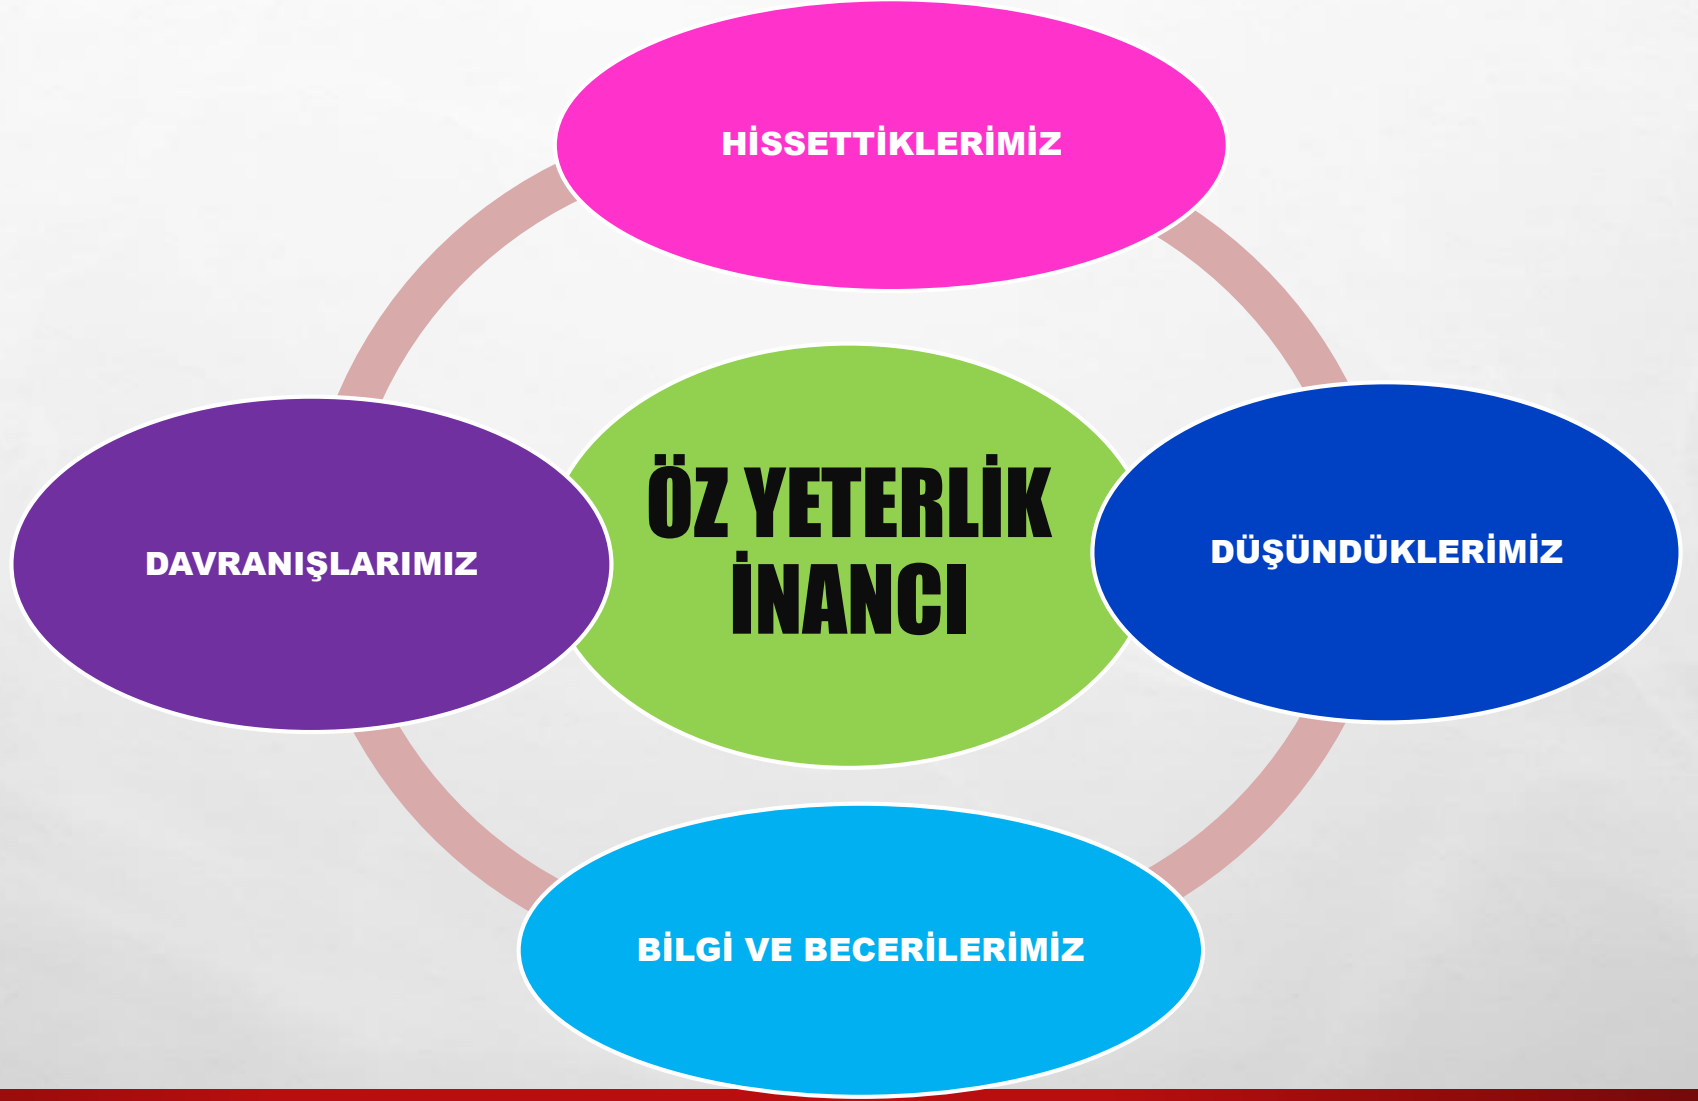 HİSSETTİKLERİMİZ
ÖZ YETERLİK
İNANCI
DAVRANIŞLARIMIZ
DÜŞÜNDÜKLERİMİZ
BİLGİ VE BECERİLERİMİZ